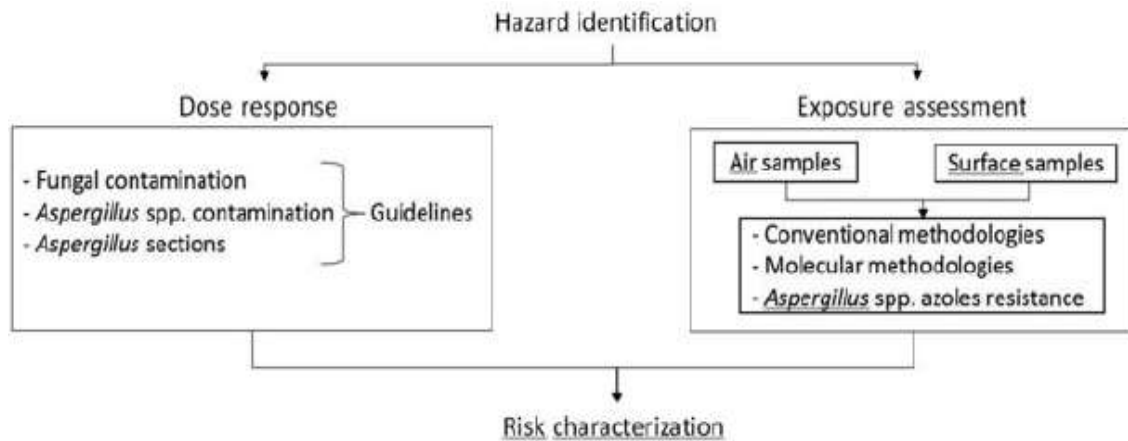 Hazard identification
Dose response
- Fungal contamination
- Aspergillus spp. contamination
- Aspergillus sections
Guidelines
Exposure assessment
Air samples
Surface samples
- Conventional methodologies
- Molecular methodologies
- Aspergillus spp. azoles resistance
Risk characterization